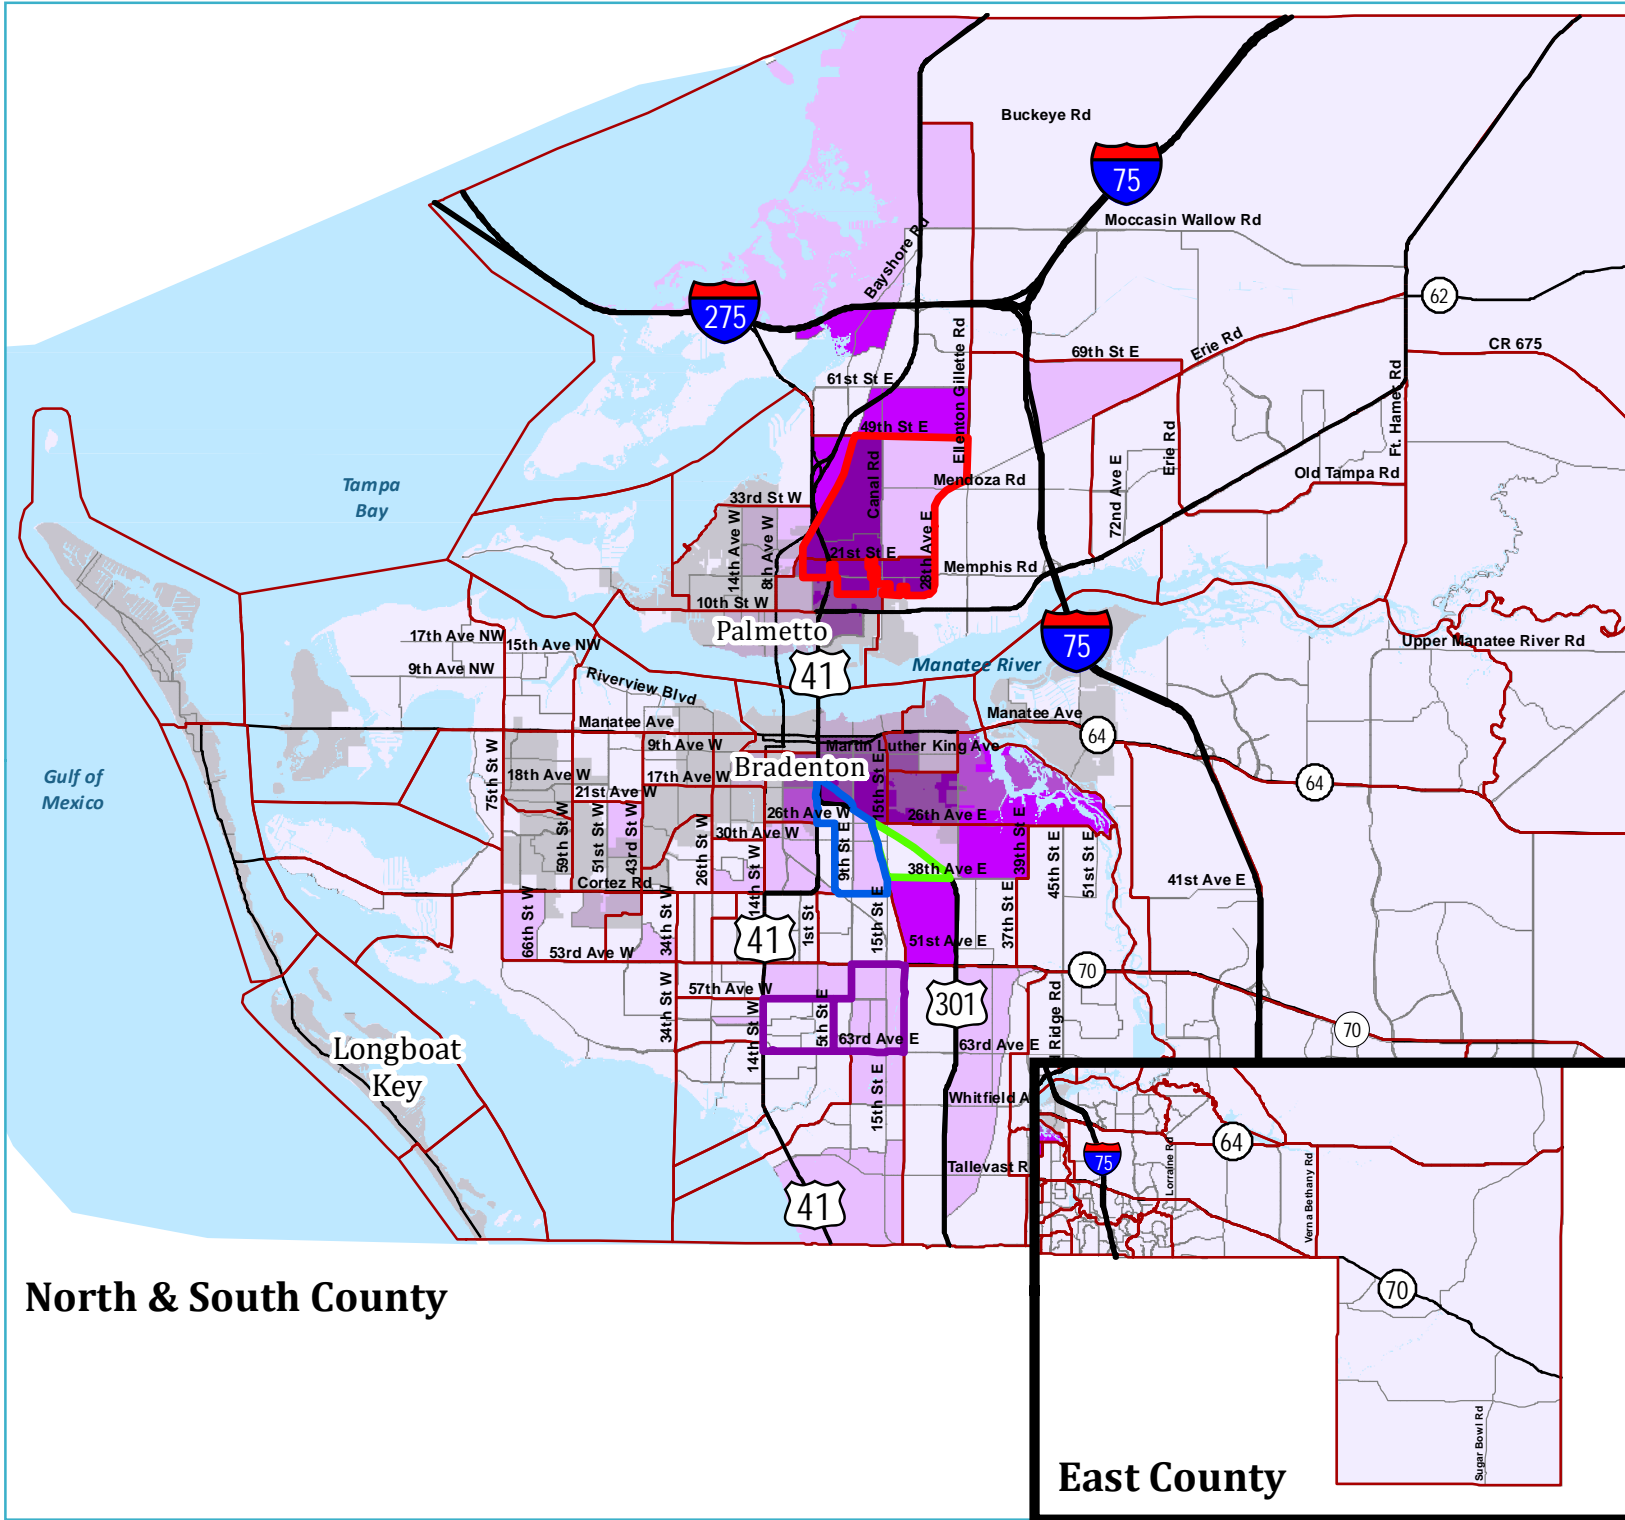 Buckeye Rd
75
Moccasin Wallow Rd
Bayshore Rd
62
275
Ellenton Gillette Rd
69th St E
Erie Rd
CR 675
61st St E
Ft. Hamer Rd
49th St E
Erie Rd
Canal Rd
Mendoza Rd
72nd Ave E
Old Tampa Rd
Tampa
Bay
33rd St W
14th Ave W
8th Ave W
21st St E
28th Ave E
Memphis Rd
10th St W
Palmetto
75
17th Ave NW
15th Ave NW
Upper Manatee River Rd
9th Ave NW
Manatee River
41
Riverview Blvd
Manatee Ave
Manatee Ave
64
9th Ave W
Martin Luther King Ave
Bradenton
Gulf of
Mexico
75th St W
18th Ave W
17th Ave W
64
21st Ave W
15th St E
26th Ave W
26th Ave E
30th Ave W
59th St W
51st St W
43rd St W
26th St W
14th St W
9th St E
39th St E
45th St E
51st St E
38th Ave E
41st Ave E
Cortez Rd
66th St W
34th St W
41
1st St
15th St E
37th St E
51st Ave E
53rd Ave W
70
57th Ave W
34th St W
14th St W
5th St E
301
Ridge Rd
70
63rd Ave E
63rd Ave E
Longboat
Key
15th St E
Whitfield A
64
75
Lorraine Rd
Verna Bethany Rd
Tallevast R
41
70
North & South County
Sugar Bowl Rd
East County